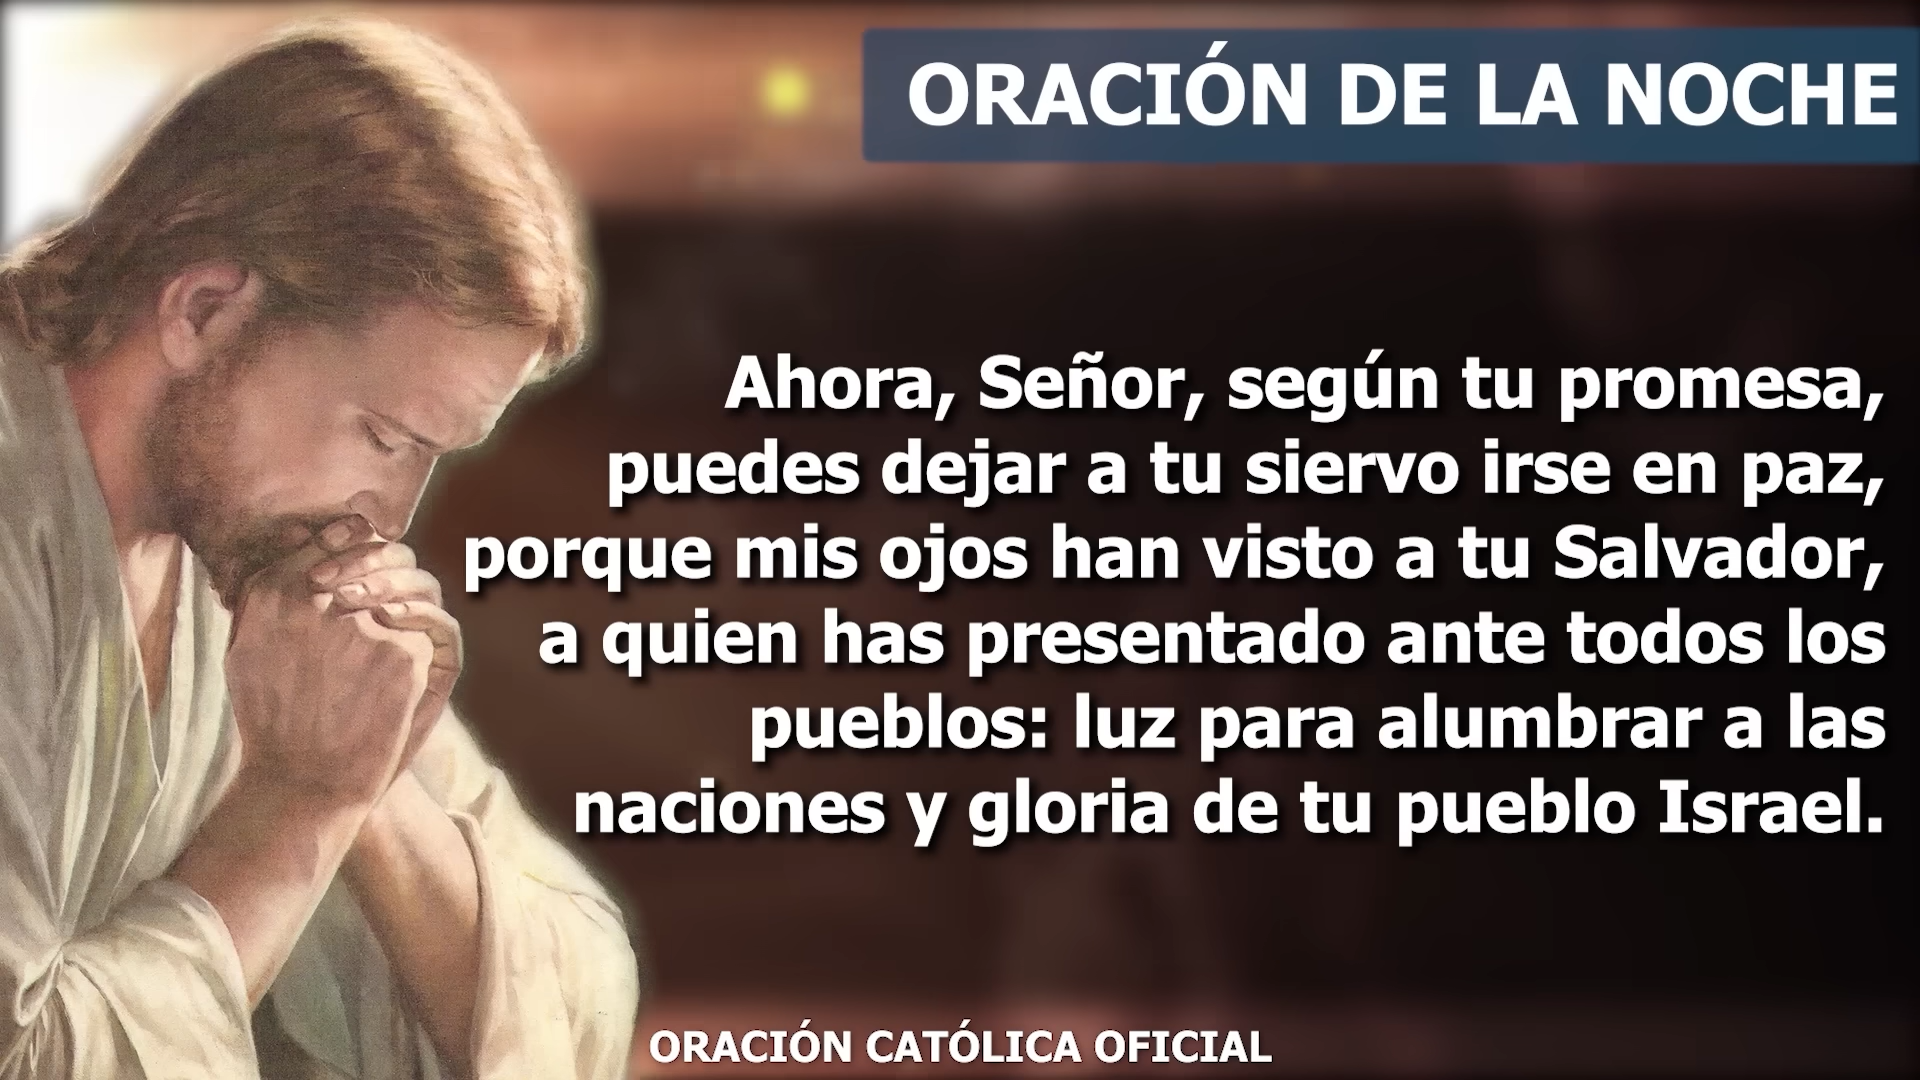 ORACIÓN DE LA NOCHE
Ahora, Señor, según tu promesa,
puedes dejar a tu siervo irse en paz,
porque mis ojos han visto a tu Salvador,
a quien has presentado ante todos los
pueblos: luz para alumbrar a las
naciones y gloria de tu pueblo Israel.
ORACIÓN CATÓLICA OFICIAL